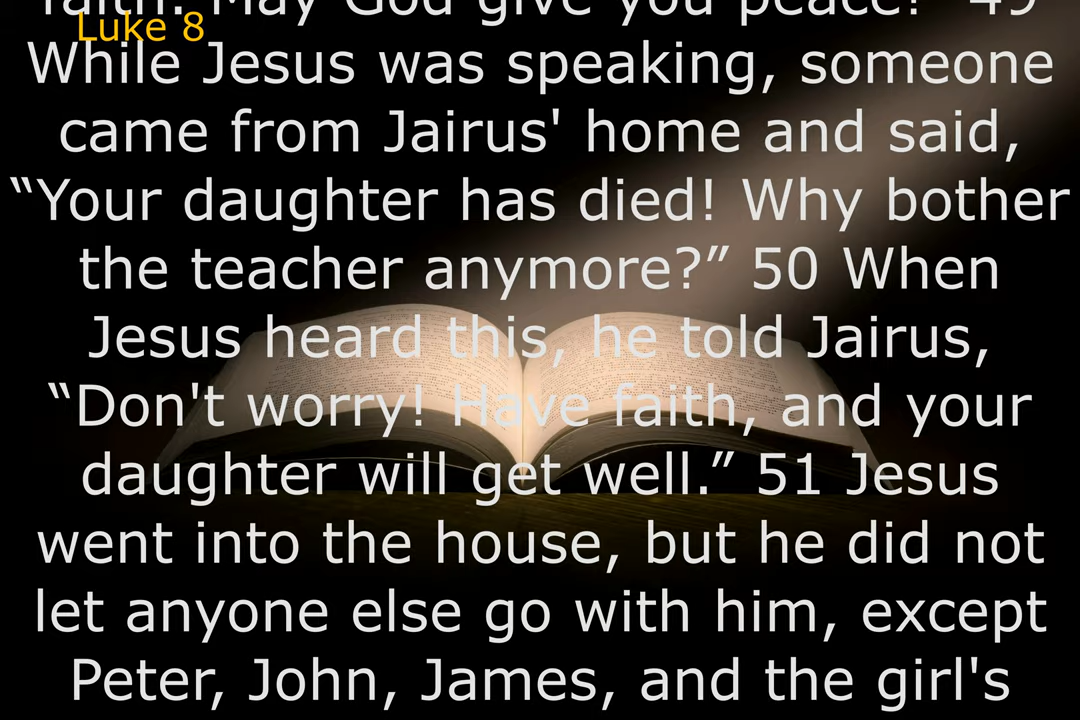 faith. May God give you peace!” 49
Luke 8
While Jesus was speaking, someone
came from Jairus' home and said,
“Your daughter has died! Why bother
the teacher anymore?” 50 When
Jesus heard this, he told Jairus,
“Don't worry! Have faith, and your
daughter will get well.” 51 Jesus
went into the house, but he did not
let anyone else go with him, except
Peter, John, James, and the girl's